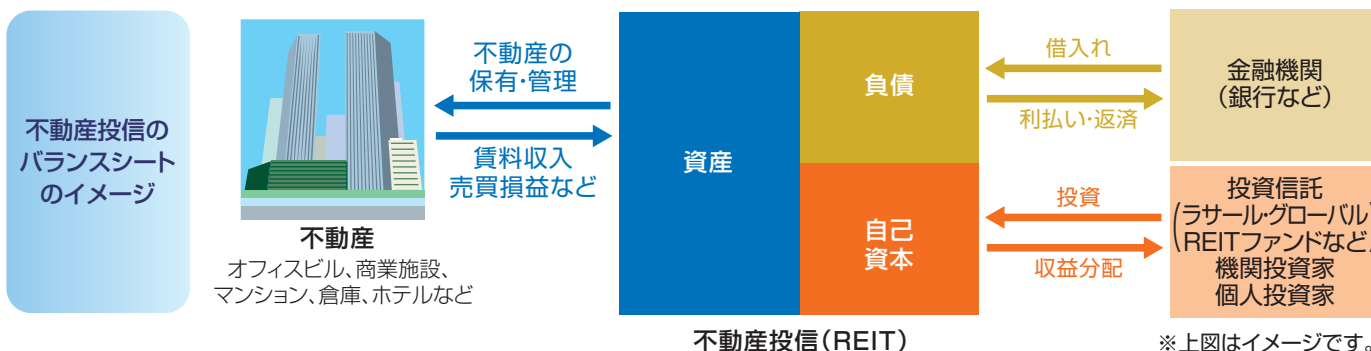 不動産投信の
バランスシート
のイメージ
不動産
オフィスビル、商業施設、
マンション、倉庫、ホテルなど
不動産の
保有・管理
賃料収入
売買損益など
資産
負債
自己
資本
不動産投信(REIT)
借入れ
利払い・返済
投資
収益分配
金融機関
(銀行など)
投資信託
(ラサール・グローバル
REITファンドなど)
機関投資家
個人投資家
※上図はイメージです。